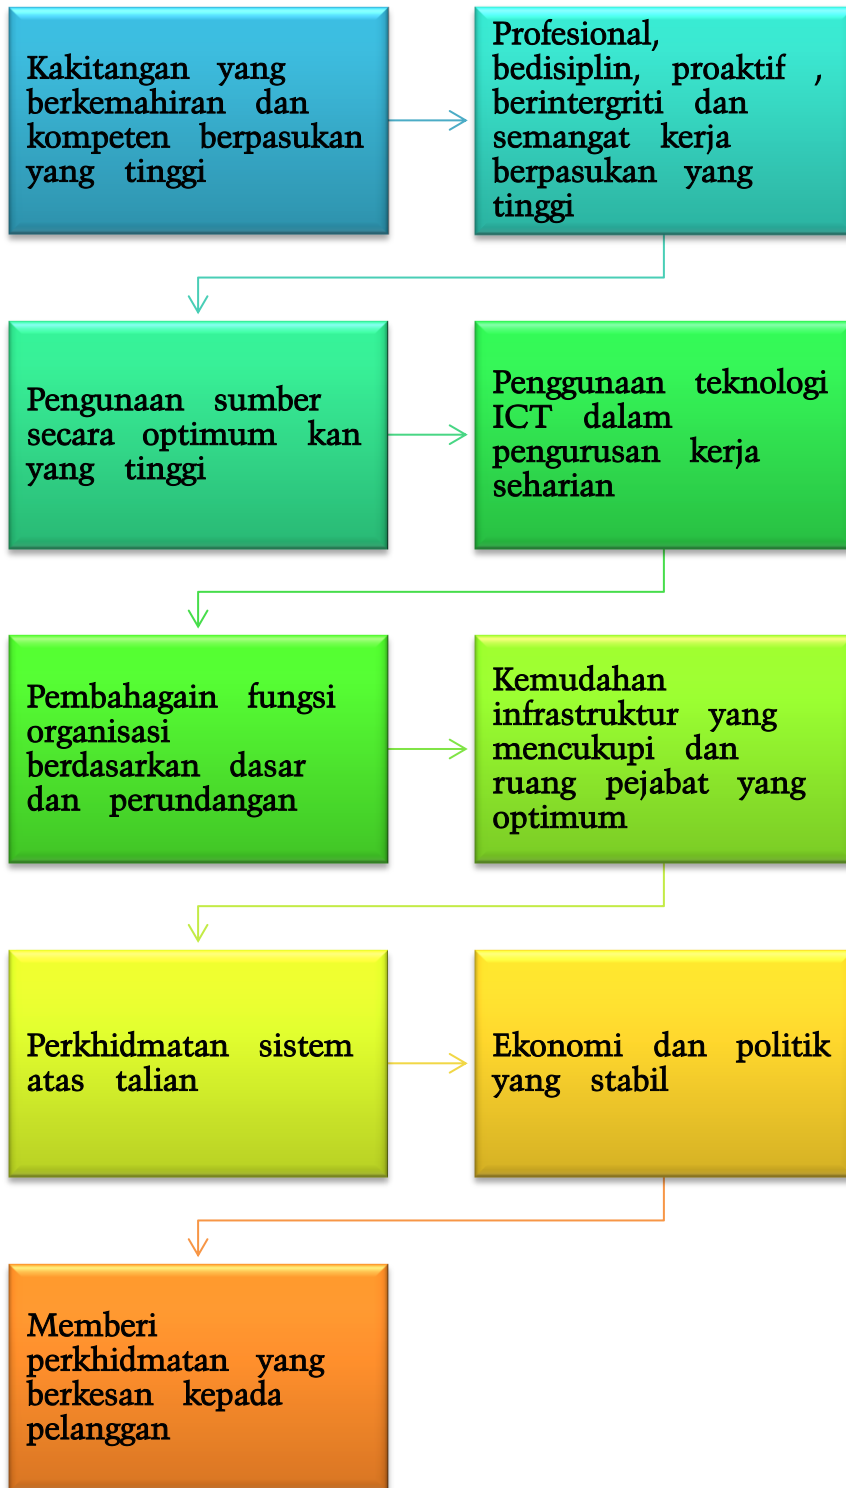 Kakitangan yang
berkemahiran dan
kompeten berpasukan
yang tinggi
Profesional,
bedisiplin, proaktif ,
berintergriti dan
semangat kerja
berpasukan yang
tinggi
Pengunaan sumber
secara optimum kan
yang tinggi
Penggunaan teknologi
ICT dalam
pengurusan kerja
seharian
Pembahagain fungsi
organisasi
berdasarkan dasar
dan perundangan
Kemudahan
infrastruktur yang
mencukupi dan
ruang pejabat yang
optimum
Perkhidmatan sistem
atas talian
Ekonomi dan politik
yang stabil
Memberi
perkhidmatan yang
berkesan kepada
pelanggan